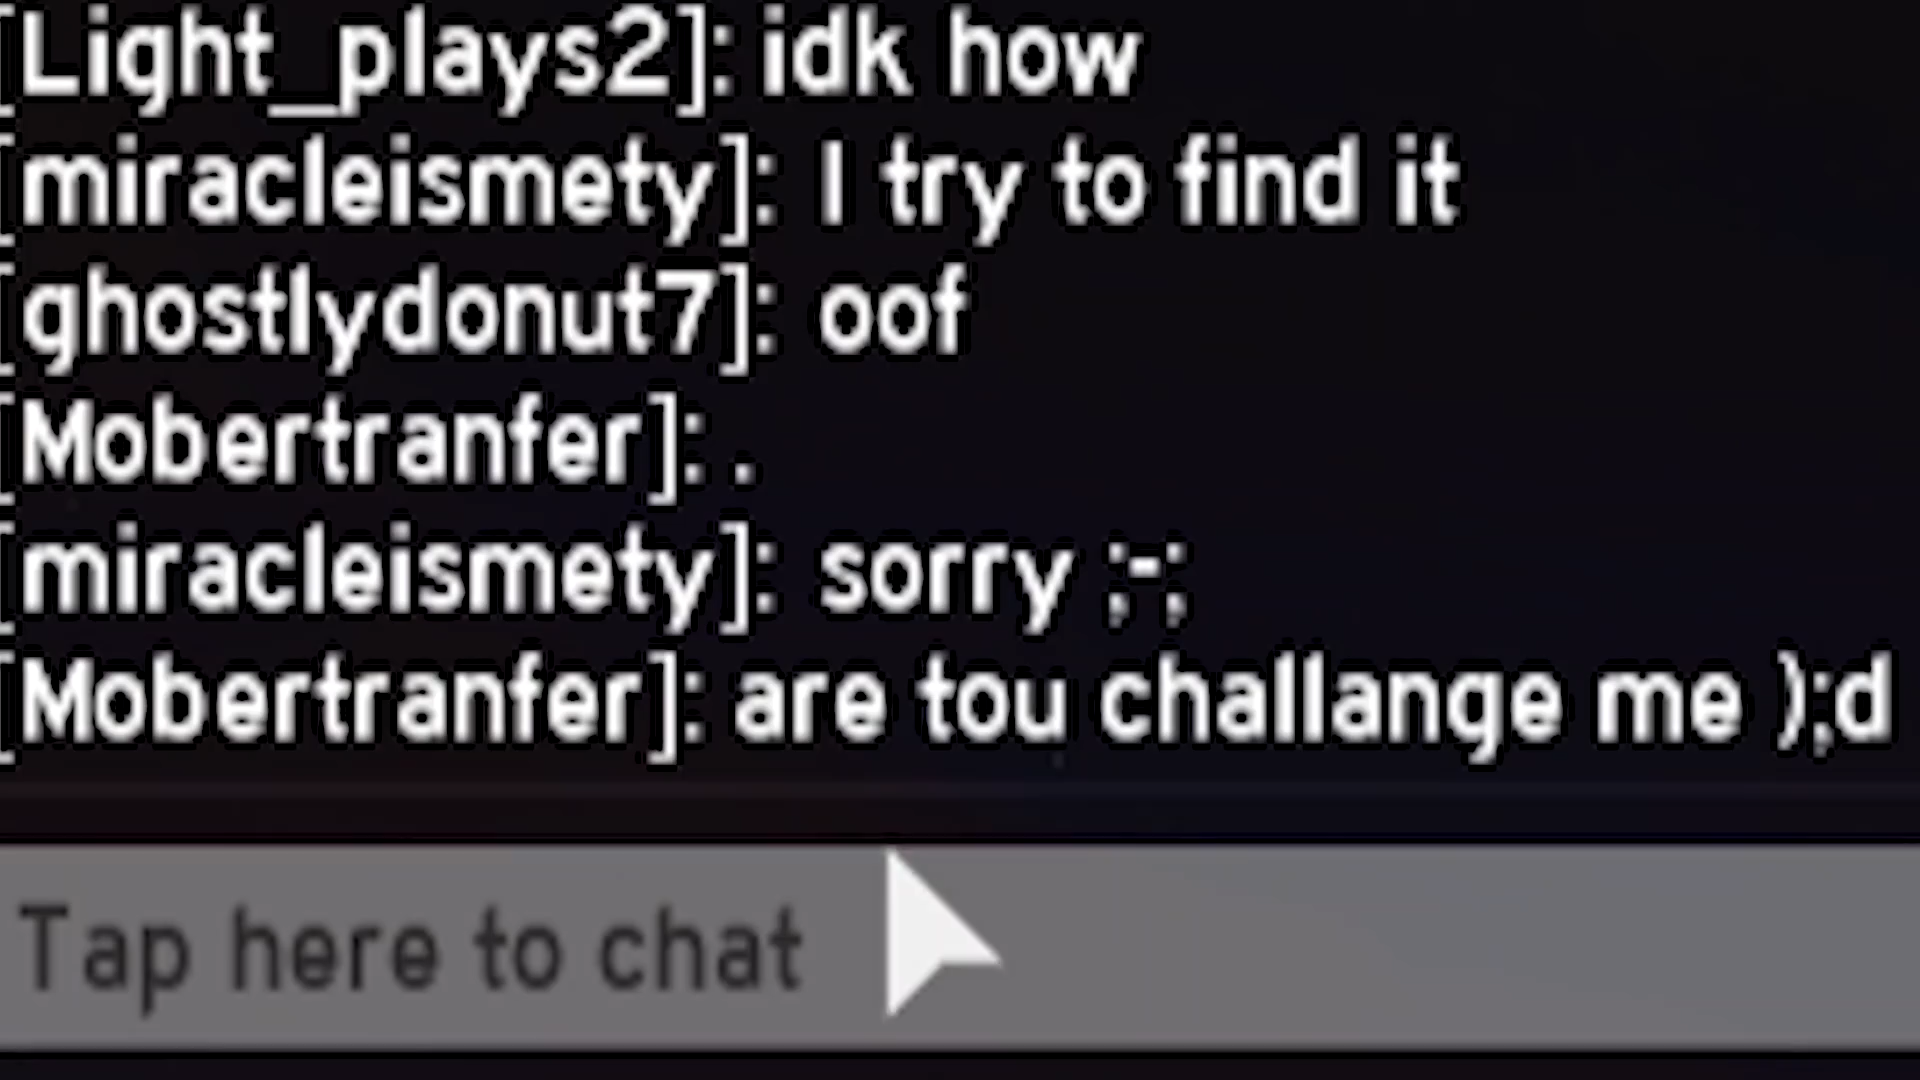 [Light_plays2]: idk how
[miracleismety]: I try to find it
[ghostlydonut7]: oof
[Mobertranfer]: .
[miracleismety]: sorry ;-;
[Mobertranfer]: are tou challange me );d
Tap here to chat